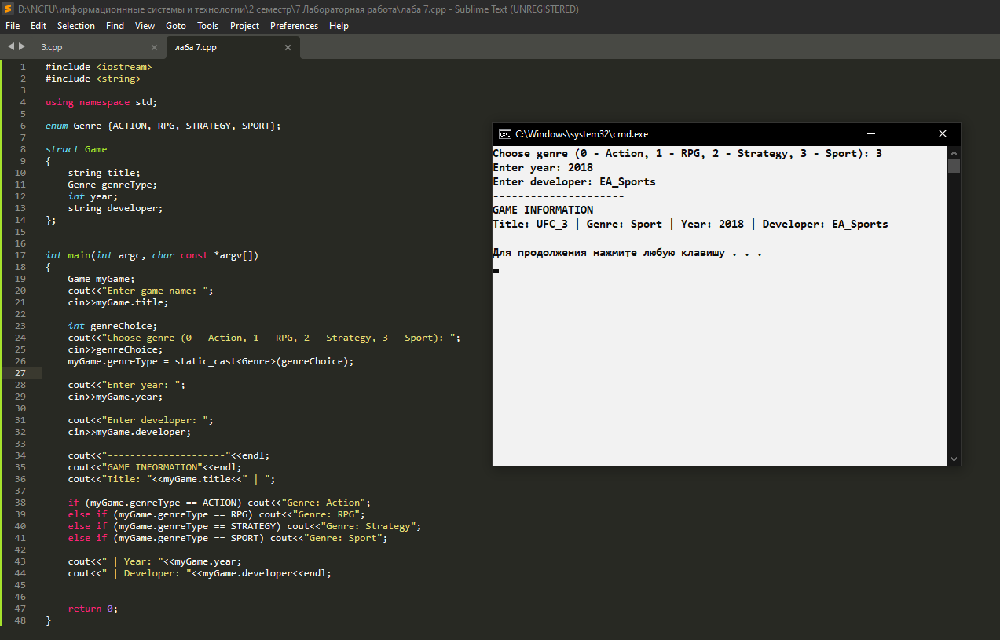 D:\NCFU\информационнные системы и технологии\2 семестр\7 Лабораторная работа\лаба 7.cpp - Sublime Text (UNREGISTERED)
File Edit Selection Find View Goto Tools Project Preferences Help
3.cpp × лаба 7.cpp ×
1 #include <iostream>
2 #include <string>
3
4 using namespace std;
5
6 enum Genre {ACTION, RPG, STRATEGY, SPORT};
7
8 struct Game
9 {
10 string title;
11 Genre genreType;
12 int year;
13 string developer;
14 };
15
16
17 int main(int argc, char const *argv[])
18 {
19 Game myGame;
20 cout<<"Enter game name: ";
21 cin>>myGame.title;
22
23 int genreChoice;
24 cout<<"Choose genre (0 - Action, 1 - RPG, 2 - Strategy, 3 - Sport): ";
25 cin>>genreChoice;
26 myGame.genreType = static_cast<Genre>(genreChoice);
27
28 cout<<"Enter year: ";
29 cin>>myGame.year;
30
31 cout<<"Enter developer: ";
32 cin>>myGame.developer;
33
34 cout<<"---------------------"<<endl;
35 cout<<"GAME INFORMATION"<<endl;
36 cout<<"Title: "<<myGame.title<<" | ";
37
38 if (myGame.genreType == ACTION) cout<<"Genre: Action";
39 else if (myGame.genreType == RPG) cout<<"Genre: RPG";
40 else if (myGame.genreType == STRATEGY) cout<<"Genre: Strategy";
41 else if (myGame.genreType == SPORT) cout<<"Genre: Sport";
42
43 cout<<" | Year: "<<myGame.year;
44 cout<<" | Developer: "<<myGame.developer<<endl;
45
46
47 return 0;
48 }
C:\Windows\system32\cmd.exe
Choose genre (0 - Action, 1 - RPG, 2 - Strategy, 3 - Sport): 3
Enter year: 2018
Enter developer: EA_Sports
---------------------
GAME INFORMATION
Title: UFC_3 | Genre: Sport | Year: 2018 | Developer: EA_Sports
Для продолжения нажмите любую клавишу . . .